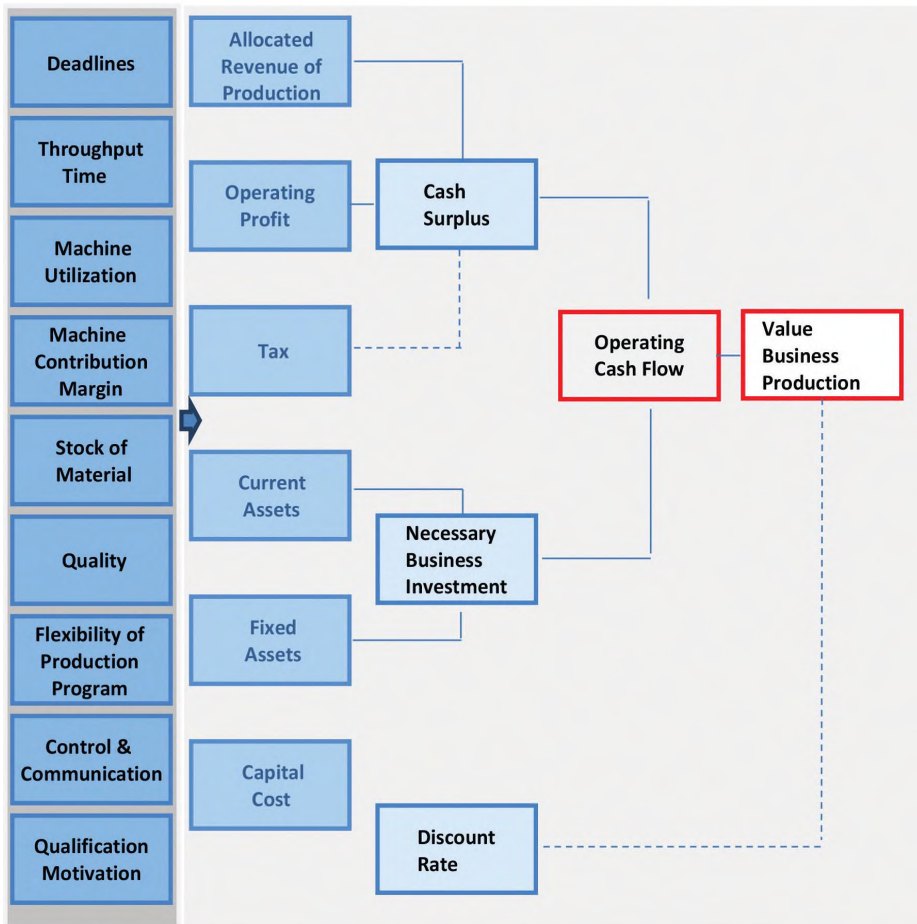 Deadlines
Throughput
Time
Machine
Utilization
Machine
Contribution
Margin
Stock of
Material
Quality
Flexibility of
Production
Program
Control &
Communication
Qualification
Motivation
Allocated
Revenue of
Production
Operating
Profit
Tax
Current
Assets
Fixed
Assets
Capital
Cost
Cash
Surplus
Necessary
Business
Investment
Discount
Rate
Operating
Cash Flow
Value
Business
Production